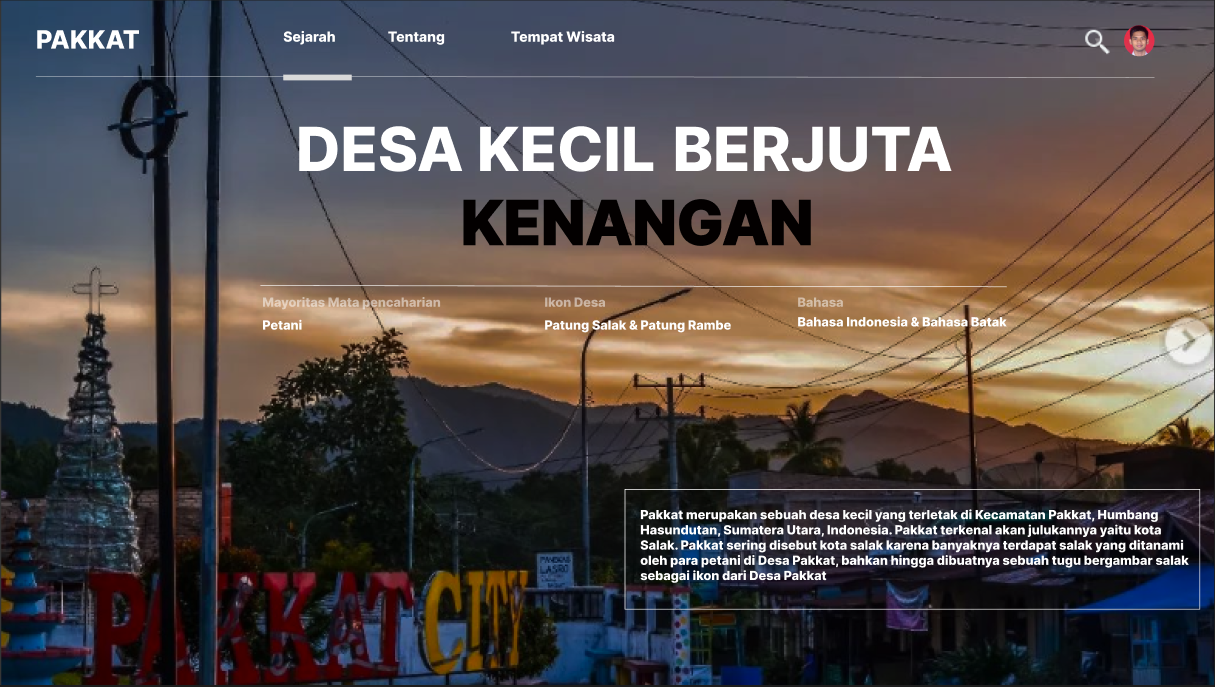 PAKKAT
Sejarah
Tentang
Tempat Wisata
DESA KECIL BERJUTA
KENANGAN
Mayoritas Mata pencaharian
Ikon Desa
Bahasa
Petani
Patung Salak & Patung Rambe
Bahasa Indonesia & Bahasa Batak
Pakkat merupakan sebuah desa kecil yang terletak di Kecamatan Pakkat, Humbang
Hasundutan, Sumatera Utara, Indonesia. Pakkat terkenal akan julukannya yaitu kota
Salak. Pakkat sering disebut kota salak karena banyaknya terdapat salak yang ditanami
oleh para petani di Desa Pakkat, bahkan hingga dibuatnya sebuah tugu bergambar salak
sebagai ikon dari Desa Pakkat
PANGKAS
LASRO
PAKKAT CITY